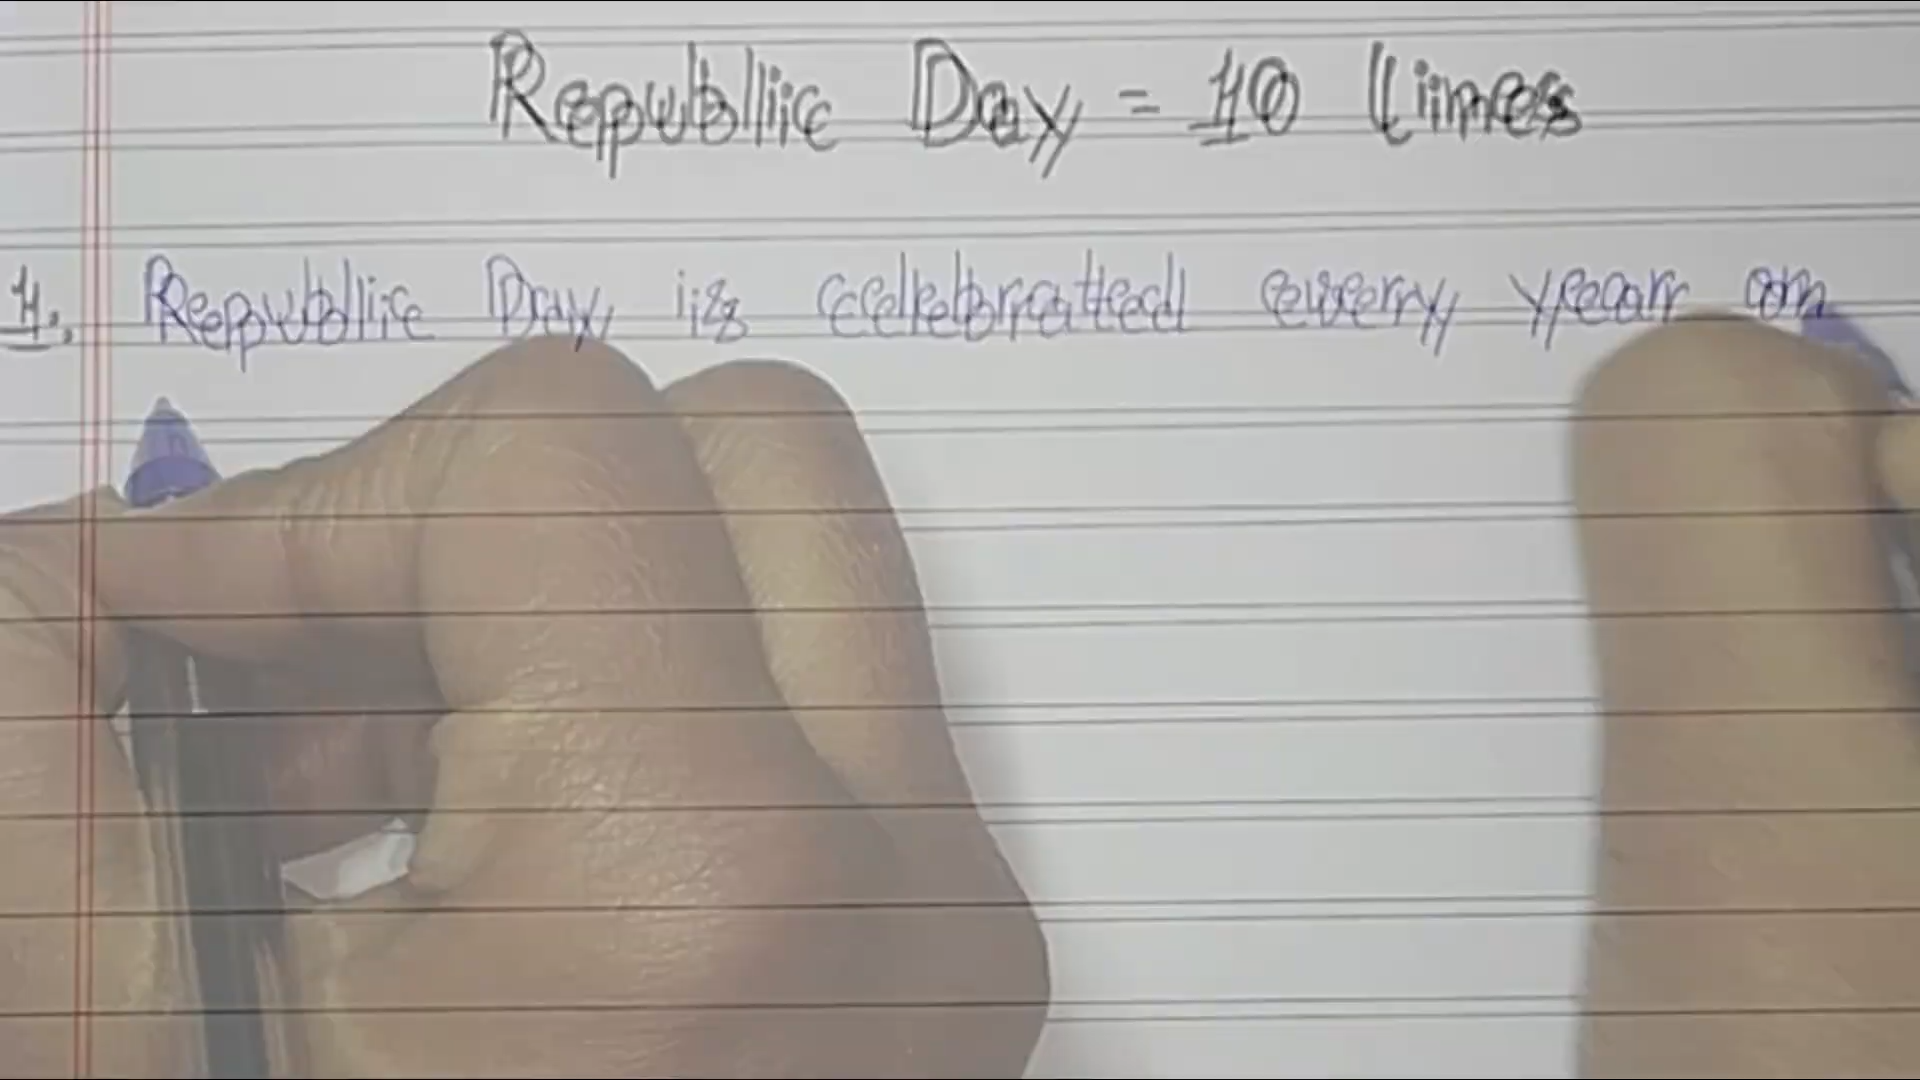 Republic Day = 10 lines
1. Republic Day is celebrated every year on